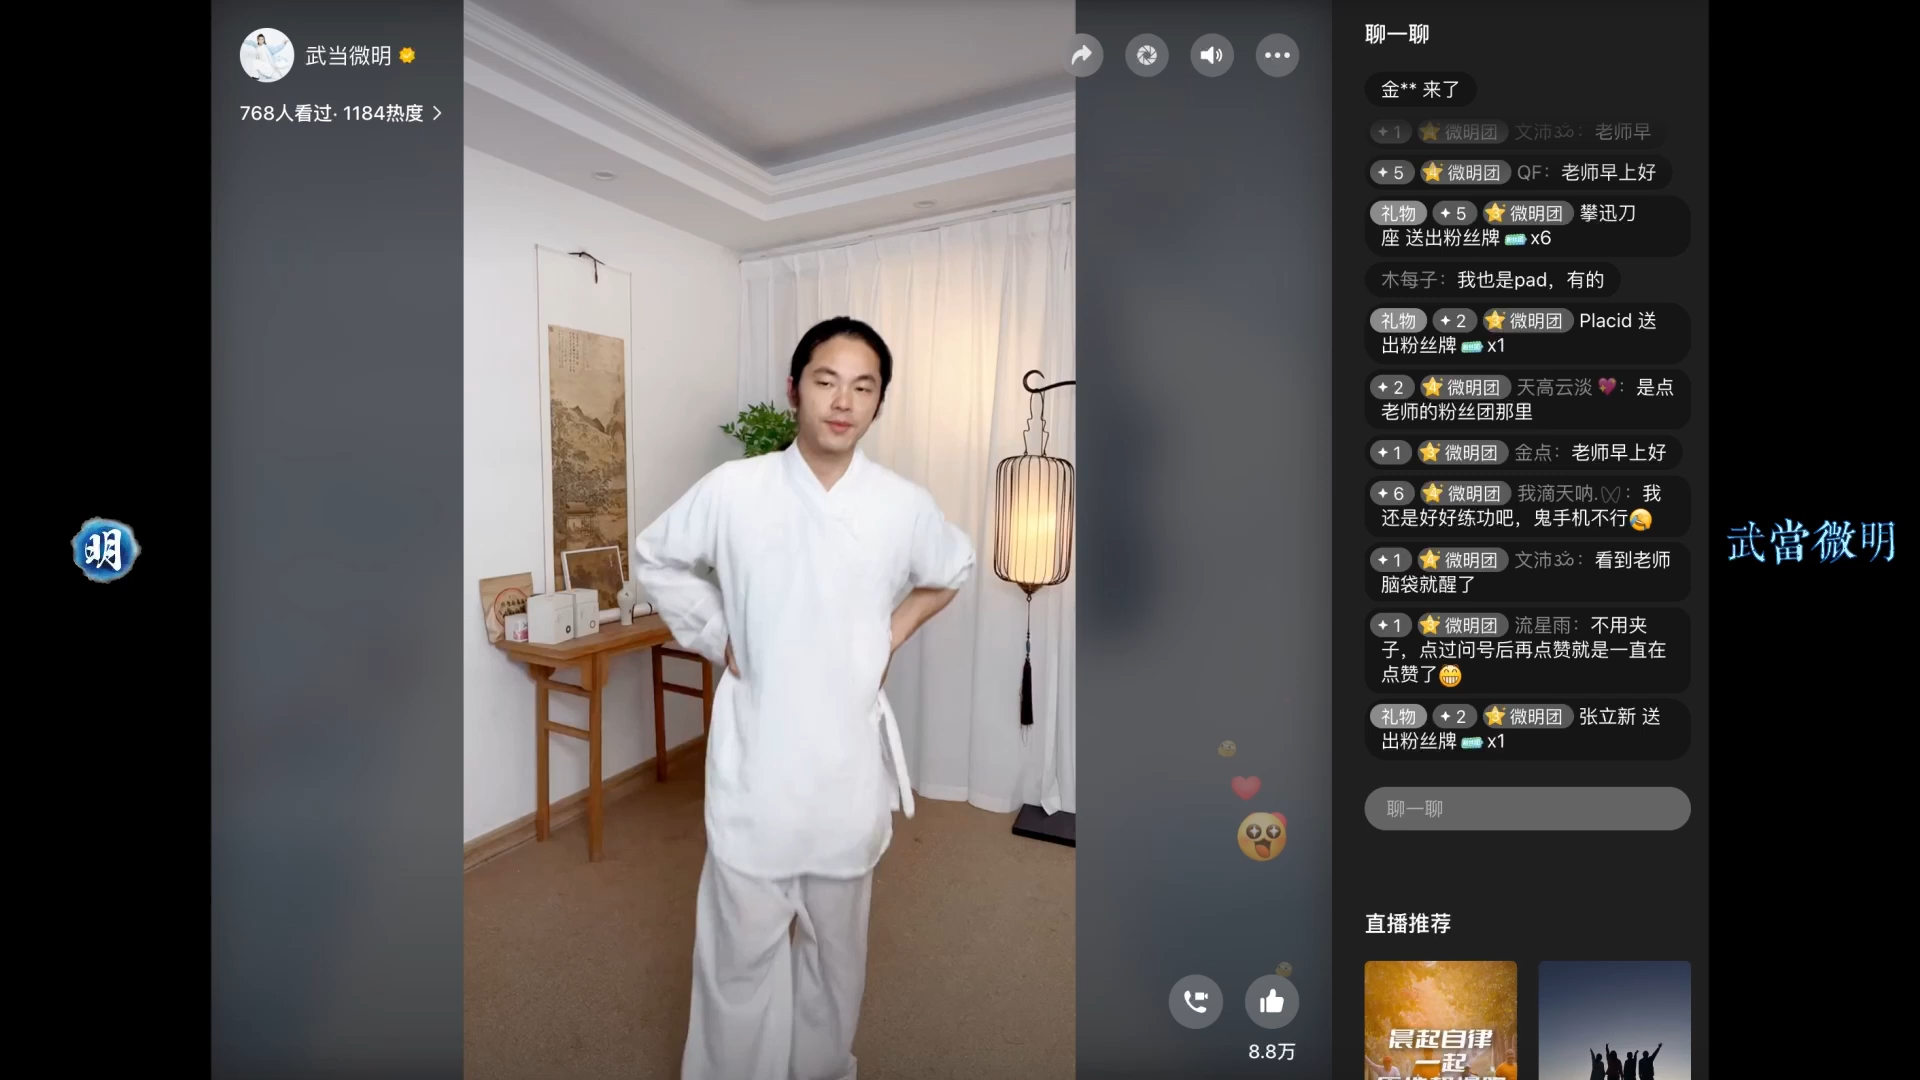 武当微明
768人看过· 1184热度 >
聊一聊
金** 来了
+1 微明团 文沛ॐ：老师早
+5 微明团 QF：老师早上好
礼物 +5 微明团 攀迅刀
座 送出粉丝牌 x6
木每子：我也是pad，有的
礼物 +2 微明团 Placid 送
出粉丝牌 x1
+2 微明团 天高云淡💖：是点
老师的粉丝团那里
+1 微明团 金点：老师早上好
+6 微明团 我滴天呐.：我
还是好好练功吧，鬼手机不行
+1 微明团 文沛ॐ：看到老师
脑袋就醒了
+1 微明团 流星雨：不用夹
子，点过问号后再点赞就是一直在
点赞了😁
礼物 +2 微明团 张立新 送
出粉丝牌 x1
聊一聊
直播推荐
晨起自律
一起
8.8万
明
武當微明